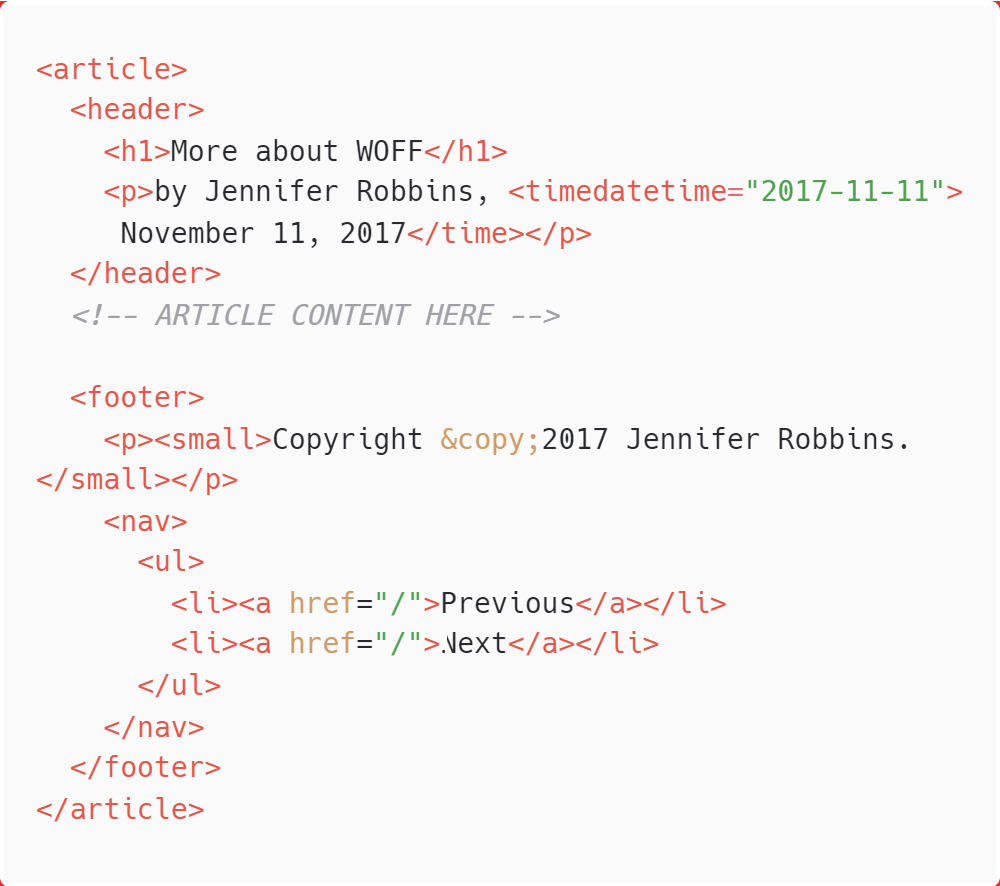 <article>
  <header>
    <h1>More about WOFF</h1>
    <p>by Jennifer Robbins, <timedatetime="2017-11-11">
     November 11, 2017</time></p>
  </header>
  <!-- ARTICLE CONTENT HERE -->
  <footer>
    <p><small>Copyright &copy;2017 Jennifer Robbins.
</small></p>
    <nav>
      <ul>
        <li><a href="/">Previous</a></li>
        <li><a href="/">Next</a></li>
      </ul>
    </nav>
  </footer>
</article>